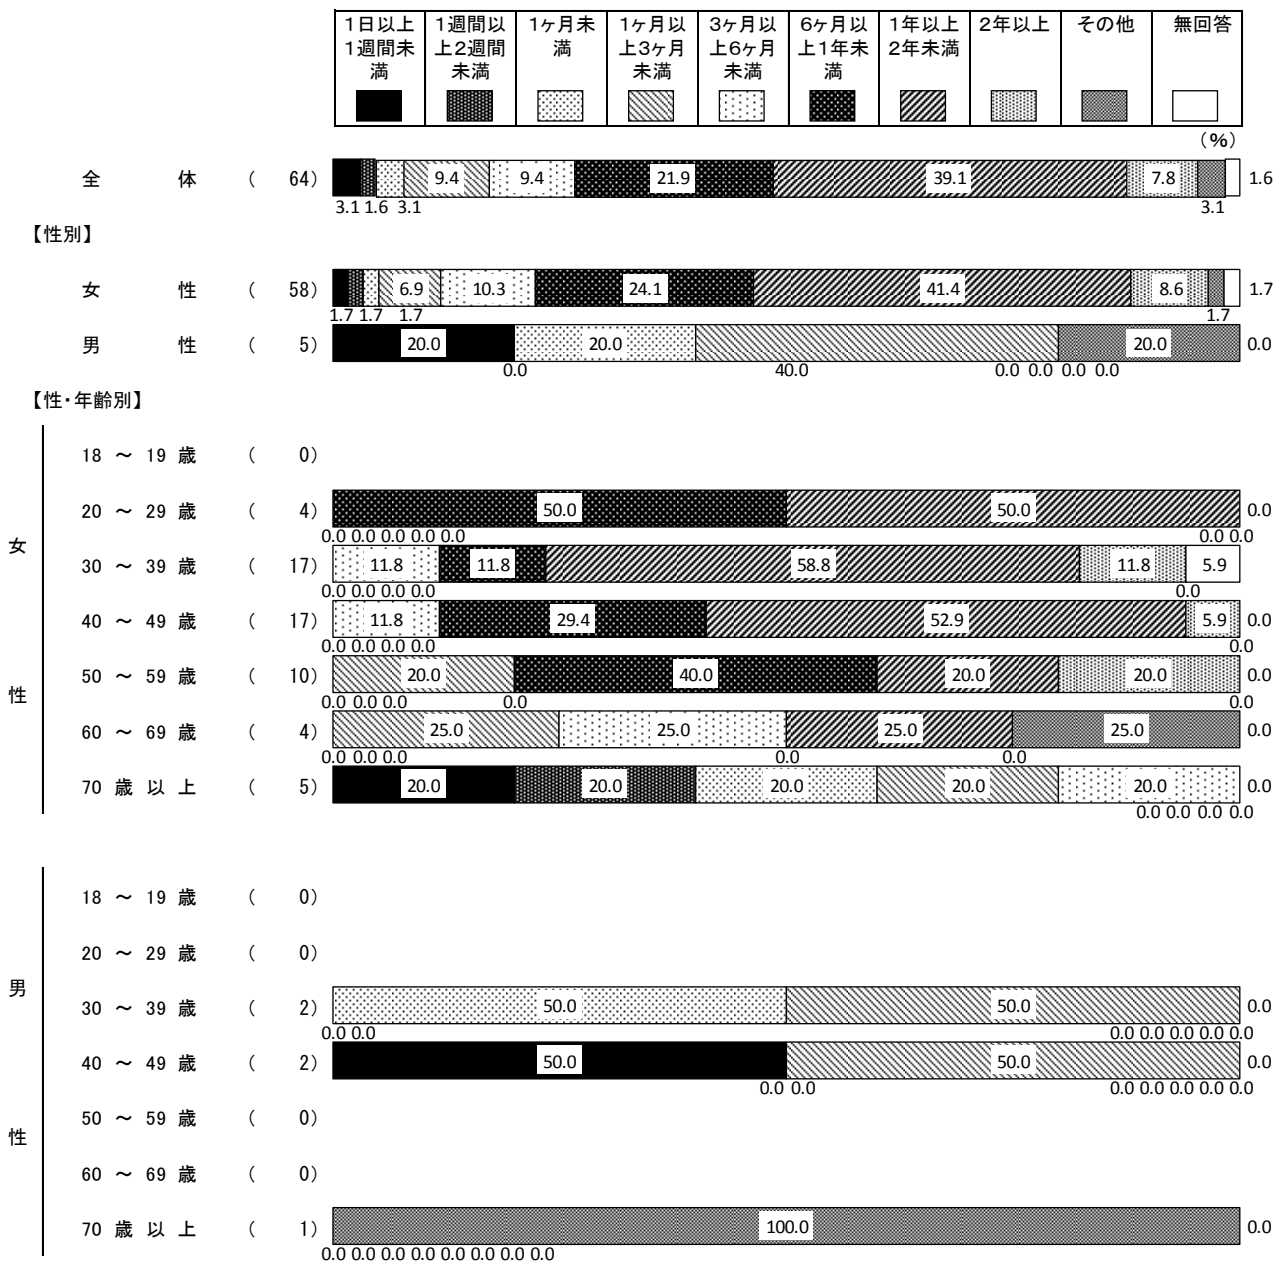 1日以上1週間未満 1週間以上2週間未満 1ヶ月未満 1ヶ月以上3ヶ月未満 3ヶ月以上6ヶ月未満 6ヶ月以上1年未満 1年以上2年未満 2年以上 その他 無回答
(%)
全 体 ( 64) 9.4 9.4 21.9 39.1 7.8 1.6
3.1 1.6 3.1 3.1
【性別】
女 性 ( 58) 6.9 10.3 24.1 41.4 8.6 1.7
1.7 1.7 1.7 1.7
男 性 ( 5) 20.0 20.0 20.0 0.0
0.0 40.0 0.0 0.0 0.0 0.0
【性・年齢別】
女性
18 ～ 19 歳 ( 0)
20 ～ 29 歳 ( 4) 50.0 50.0 0.0
0.0 0.0 0.0 0.0 0.0 0.0 0.0
30 ～ 39 歳 ( 17) 11.8 11.8 58.8 11.8 5.9
0.0 0.0 0.0 0.0 0.0
40 ～ 49 歳 ( 17) 11.8 29.4 52.9 5.9 0.0
0.0 0.0 0.0 0.0 0.0
50 ～ 59 歳 ( 10) 20.0 40.0 20.0 20.0 0.0
0.0 0.0 0.0 0.0 0.0
60 ～ 69 歳 ( 4) 25.0 25.0 25.0 25.0 0.0
0.0 0.0 0.0 0.0 0.0
70 歳 以 上 ( 5) 20.0 20.0 20.0 20.0 20.0 0.0
0.0 0.0 0.0 0.0
男性
18 ～ 19 歳 ( 0)
20 ～ 29 歳 ( 0)
30 ～ 39 歳 ( 2) 50.0 50.0 0.0
0.0 0.0 0.0 0.0 0.0 0.0 0.0
40 ～ 49 歳 ( 2) 50.0 50.0 0.0
0.0 0.0 0.0 0.0 0.0 0.0 0.0
50 ～ 59 歳 ( 0)
60 ～ 69 歳 ( 0)
70 歳 以 上 ( 1) 100.0 0.0
0.0 0.0 0.0 0.0 0.0 0.0 0.0 0.0